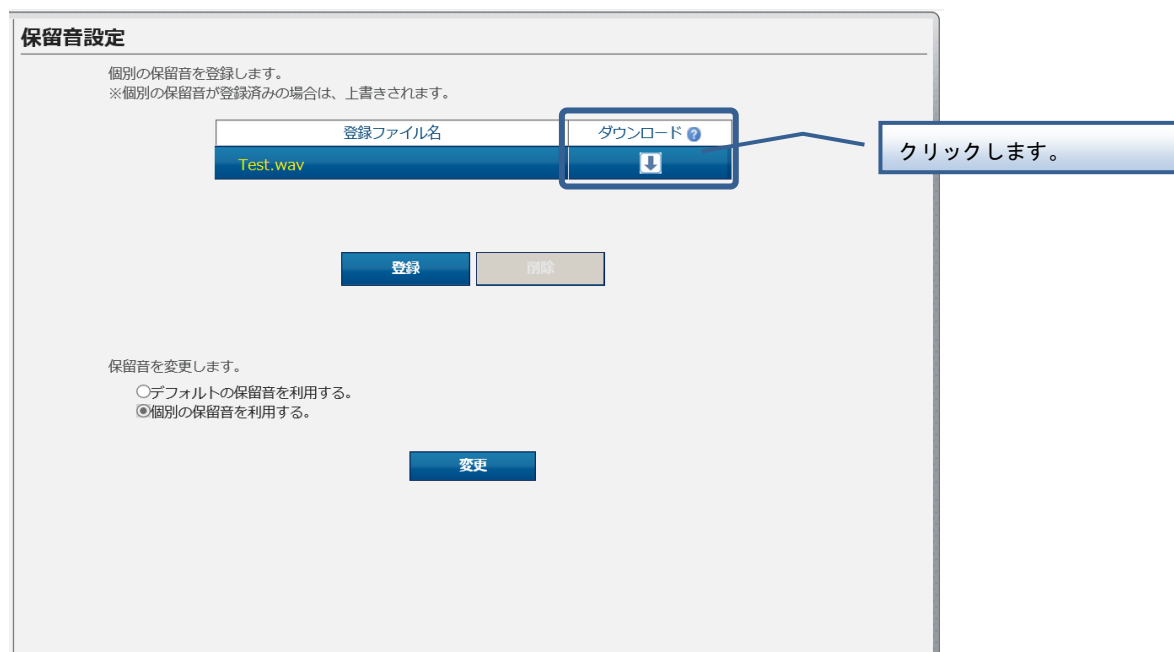 保留音設定
個別の保留音を登録します。
※個別の保留音が登録済みの場合は、上書きされます。
登録ファイル名 ダウンロード ?
Test.wav
クリックします。
登録 削除
保留音を変更します。
デフォルトの保留音を利用する。
個別の保留音を利用する。
変更